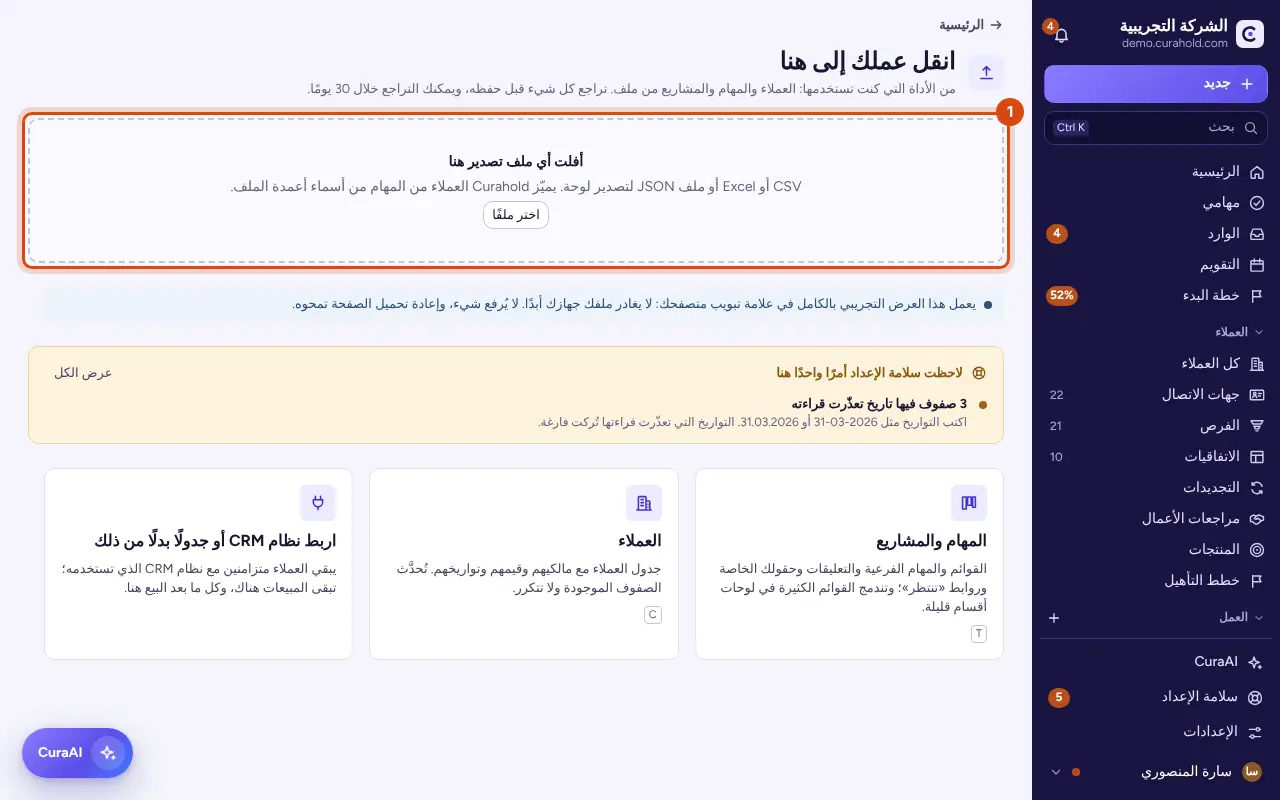 الشركة التجريبية
demo.curahold.com
4
جديد
بحث
Ctrl K
الرئيسية
مهامي
الوارد
4
التقويم
خطة البدء
52%
العملاء
كل العملاء
جهات الاتصال
22
الفرص
21
الاتفاقيات
10
التجديدات
مراجعات الأعمال
المنتجات
خطط التأهيل
العمل
CuraAI
سلامة الإعداد
5
الإعدادات
سا
سارة المنصوري
الرئيسية
انقل عملك إلى هنا
من الأداة التي كنت تستخدمها: العملاء والمهام والمشاريع من ملف. تراجع كل شيء قبل حفظه، ويمكنك التراجع خلال 30 يومًا.
1
أفلت أي ملف تصدير هنا
CSV أو Excel أو ملف JSON لتصدير لوحة. يميّز Curahold العملاء من المهام من أسماء أعمدة الملف.
اختر ملفًا
يعمل هذا العرض التجريبي بالكامل في علامة تبويب متصفحك: لا يغادر ملفك جهازك أبدًا. لا يُرفع شيء، وإعادة تحميل الصفحة تمحوه.
لاحظت سلامة الإعداد أمرًا واحدًا هنا
عرض الكل
3 صفوف فيها تاريخ تعذّرت قراءته
اكتب التواريخ مثل 2026-03-31 أو 31.03.2026. التواريخ التي تعذّرت قراءتها تُركت فارغة.
المهام والمشاريع
القوائم والمهام الفرعية والتعليقات وحقولك الخاصة
وروابط «تنتظر»؛ وتندمج القوائم الكثيرة في لوحات
أقسام قليلة.
T
العملاء
جدول العملاء مع مالكيهم وقيمهم وتواريخهم. تُحدَّث
الصفوف الموجودة ولا تتكرر.
C
اربط نظام CRM أو جدولًا بدلًا من ذلك
يبقي العملاء متزامنين مع نظام CRM الذي تستخدمه؛
تبقى المبيعات هناك، وكل ما بعد البيع هنا.
CuraAI